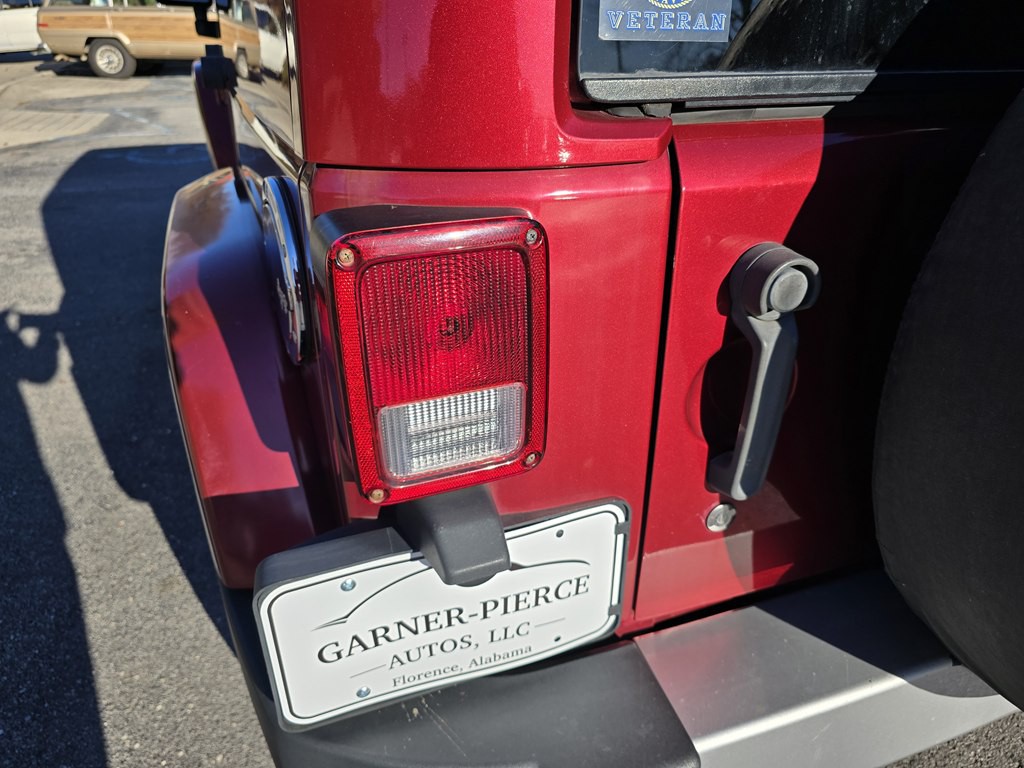 VETERAN
GARNER-PIERCE
AUTOS, LLC
Florence, Alabama